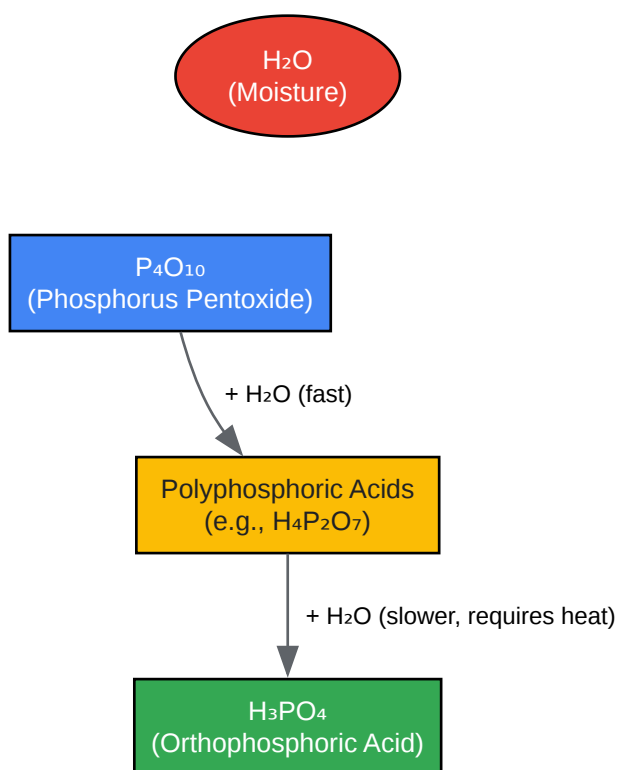 H₂O
(Moisture)
P₄O₁₀
(Phosphorus Pentoxide)
+ H₂O (fast)
Polyphosphoric Acids
(e.g., H₄P₂O₇)
+ H₂O (slower, requires heat)
H₃PO₄
(Orthophosphoric Acid)